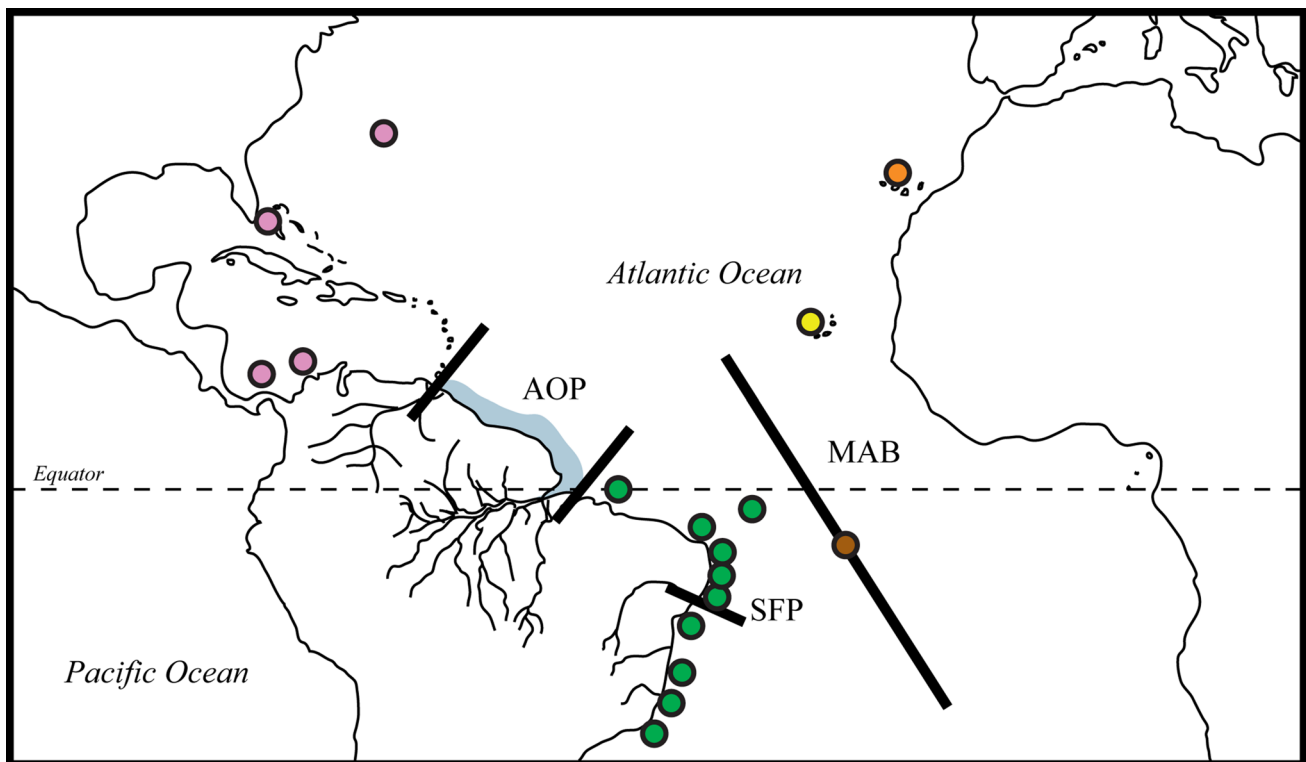 Atlantic Ocean
AOP
MAB
Equator
SFP
Pacific Ocean